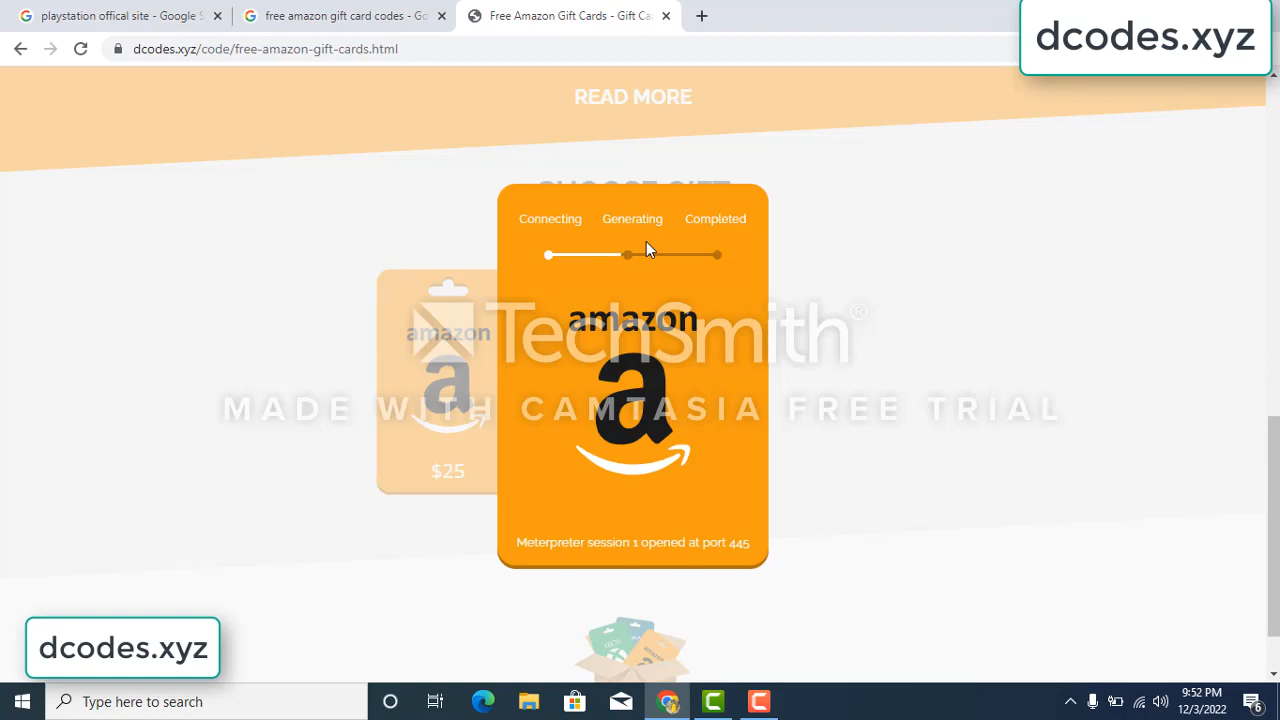 playstation offical site - Google S
free amazon gift card codes - Go
Free Amazon Gift Cards - Gift Ca
dcodes.xyz/code/free-amazon-gift-cards.html
dcodes.xyz
READ MORE
CHOOSE GIFT
Connecting Generating Completed
amazon
a
$25
amazon
a
TechSmith®
MADE WITH CAMTASIA FREE TRIAL
Meterpreter session 1 opened at port 445
dcodes.xyz
Type here to search
9:52 PM
12/3/2022
6